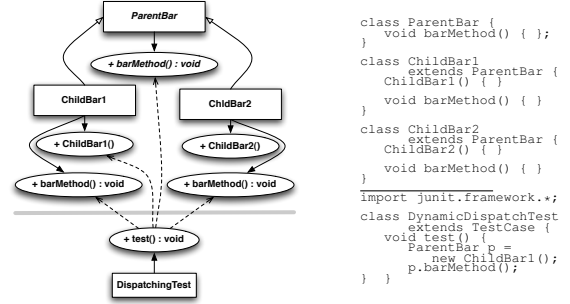 ParentBar
+ barMethod() : void
ChildBar1
ChldBar2
+ ChildBar1()
+ ChildBar2()
+ barMethod() : void
+ barMethod() : void
+ test() : void
DispatchingTest
class ParentBar {
void barMethod() { };
}
class ChildBar1
extends ParentBar {
ChildBar1() { }
void barMethod() { }
}
class ChildBar2
extends ParentBar {
ChildBar2() { }
void barMethod() { }
}
import junit.framework.*;
class DynamicDispatchTest
extends TestCase {
void test() {
ParentBar p =
new ChildBar1();
p.barMethod();
} }